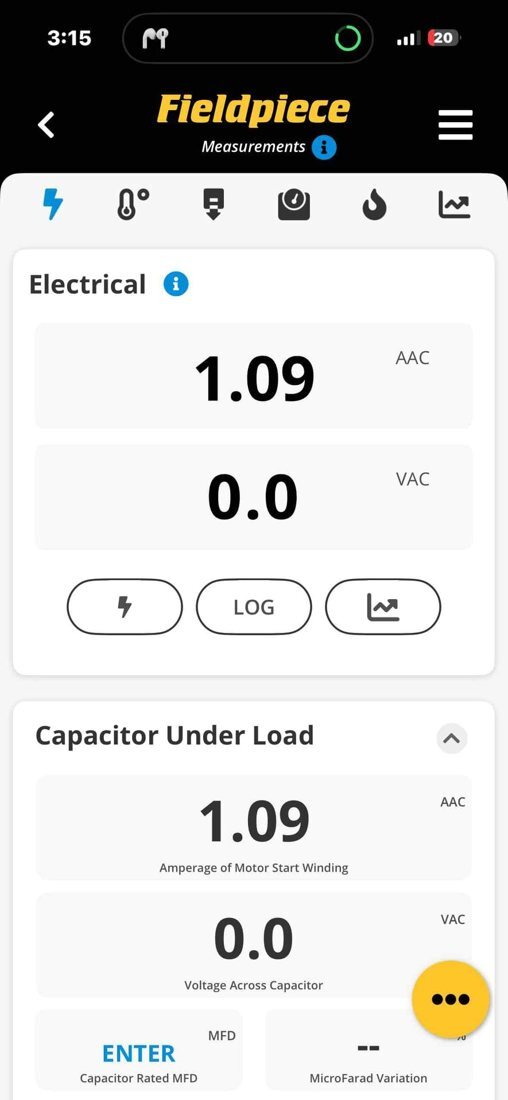 3:15
20
Fieldpiece
Measurements
Electrical
AAC
1.09
VAC
0.0
LOG
Capacitor Under Load
AAC
1.09
Amperage of Motor Start Winding
VAC
0.0
Voltage Across Capacitor
MFD
ENTER
Capacitor Rated MFD
%
--
MicroFarad Variation